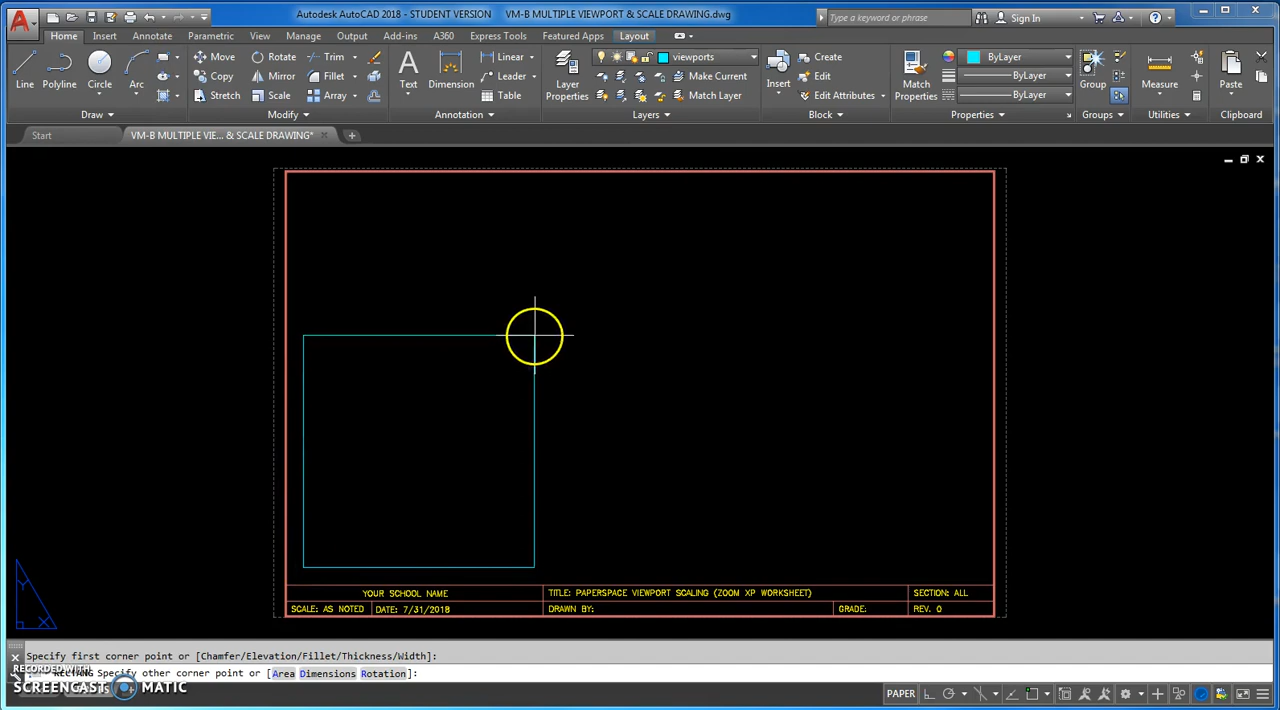 Autodesk AutoCAD 2018 - STUDENT VERSION VM-B MULTIPLE VIEWPORT & SCALE DRAWING.dwg
Type a keyword or phrase
Sign In
Home Insert Annotate Parametric View Manage Output Add-ins A360 Express Tools Featured Apps Layout
Move Rotate Trim Linear viewports Create ByLayer
Copy Mirror Fillet Leader Make Current Edit ByLayer
Line Polyline Circle Arc Text Dimension Layer Properties Insert Match Properties Group Measure Paste
Stretch Scale Array Table Match Layer Edit Attributes ByLayer
Draw Modify Annotation Layers Block Properties Groups Utilities Clipboard
Start VM-B MULTIPLE VIE... & SCALE DRAWING*
YOUR SCHOOL NAME TITLE: PAPERSPACE VIEWPORT SCALING (ZOOM XP WORKSHEET) SECTION: ALL
SCALE: AS NOTED DATE: 7/31/2018 DRAWN BY: GRADE: REV. 0
Y
X
Specify first corner point or [Chamfer/Elevation/Fillet/Thickness/Width]:
RECORDED WITH
RECTANG Specify other corner point or [Area Dimensions Rotation]:
SCREENCAST MATIC
PAPER